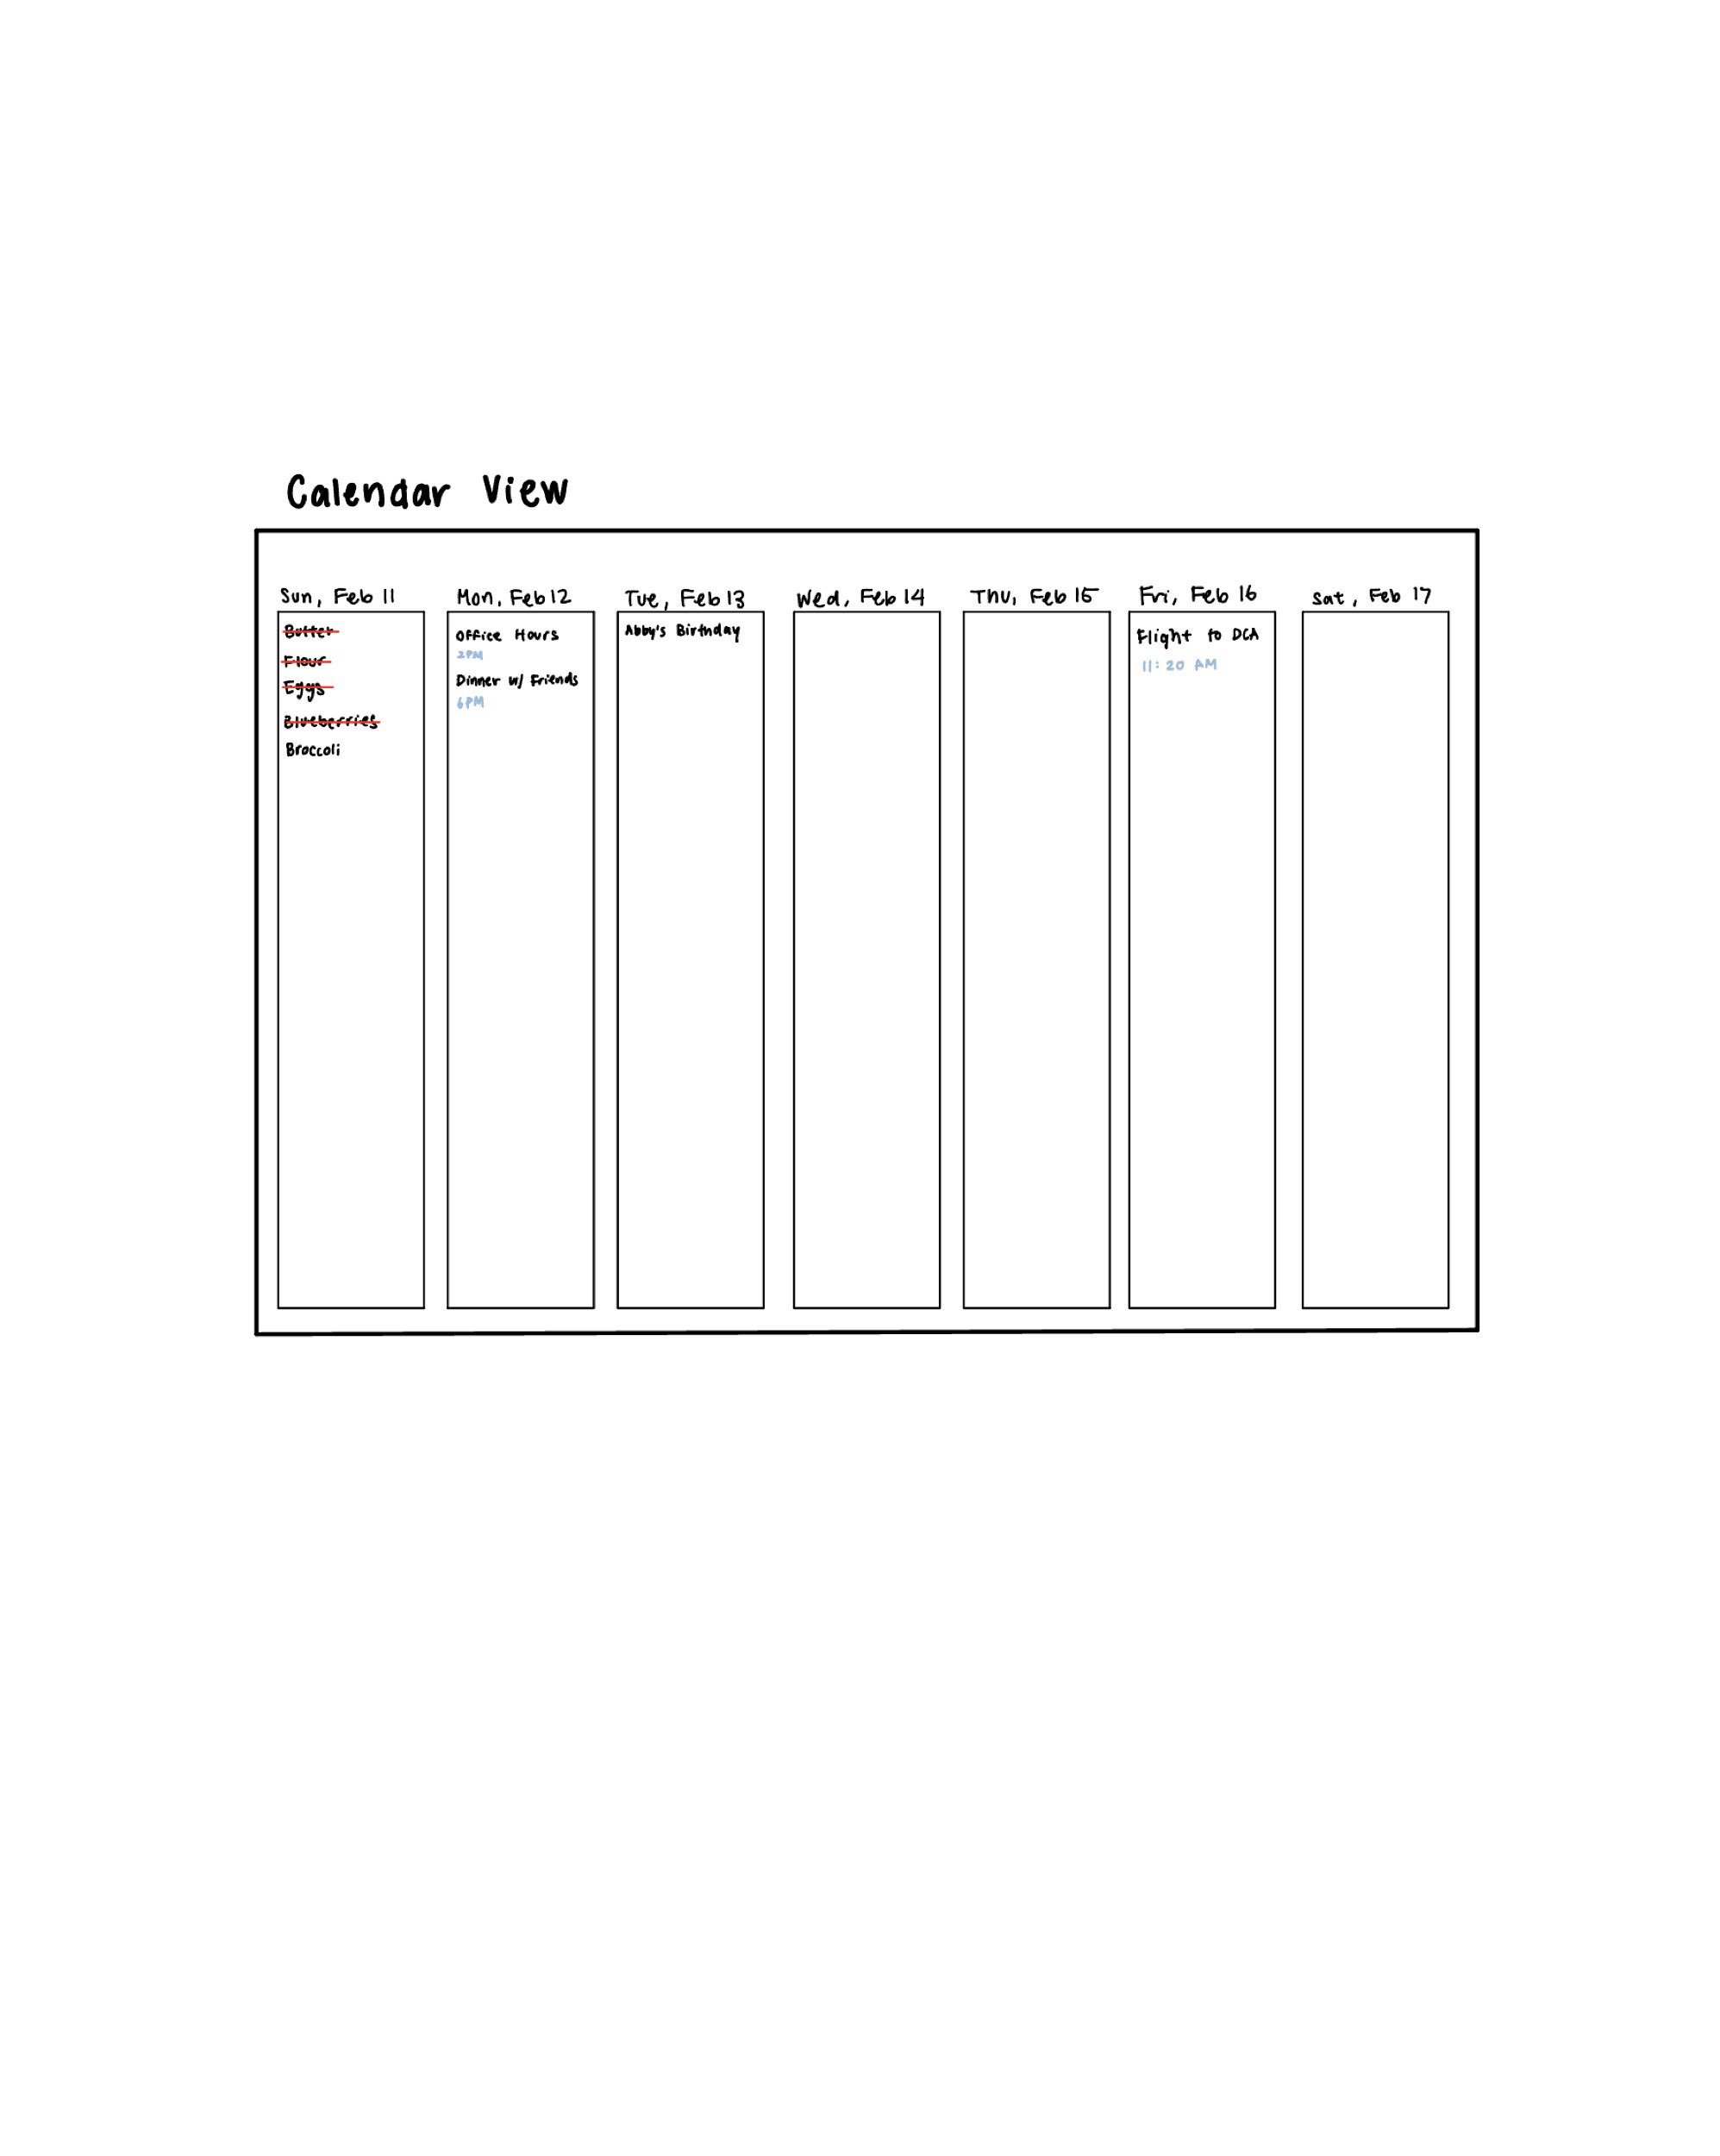 Calendar View
Sun, Feb 11
Butter
Flour
Eggs
Blueberries
Broccoli
Mon, Feb 12
Office Hours
2PM
Dinner w/ Friends
6PM
Tue, Feb 13
Abby's Birthday
Wed, Feb 14
Thu, Feb 15
Fri, Feb 16
Flight to DCA
11:20 AM
Sat, Feb 17